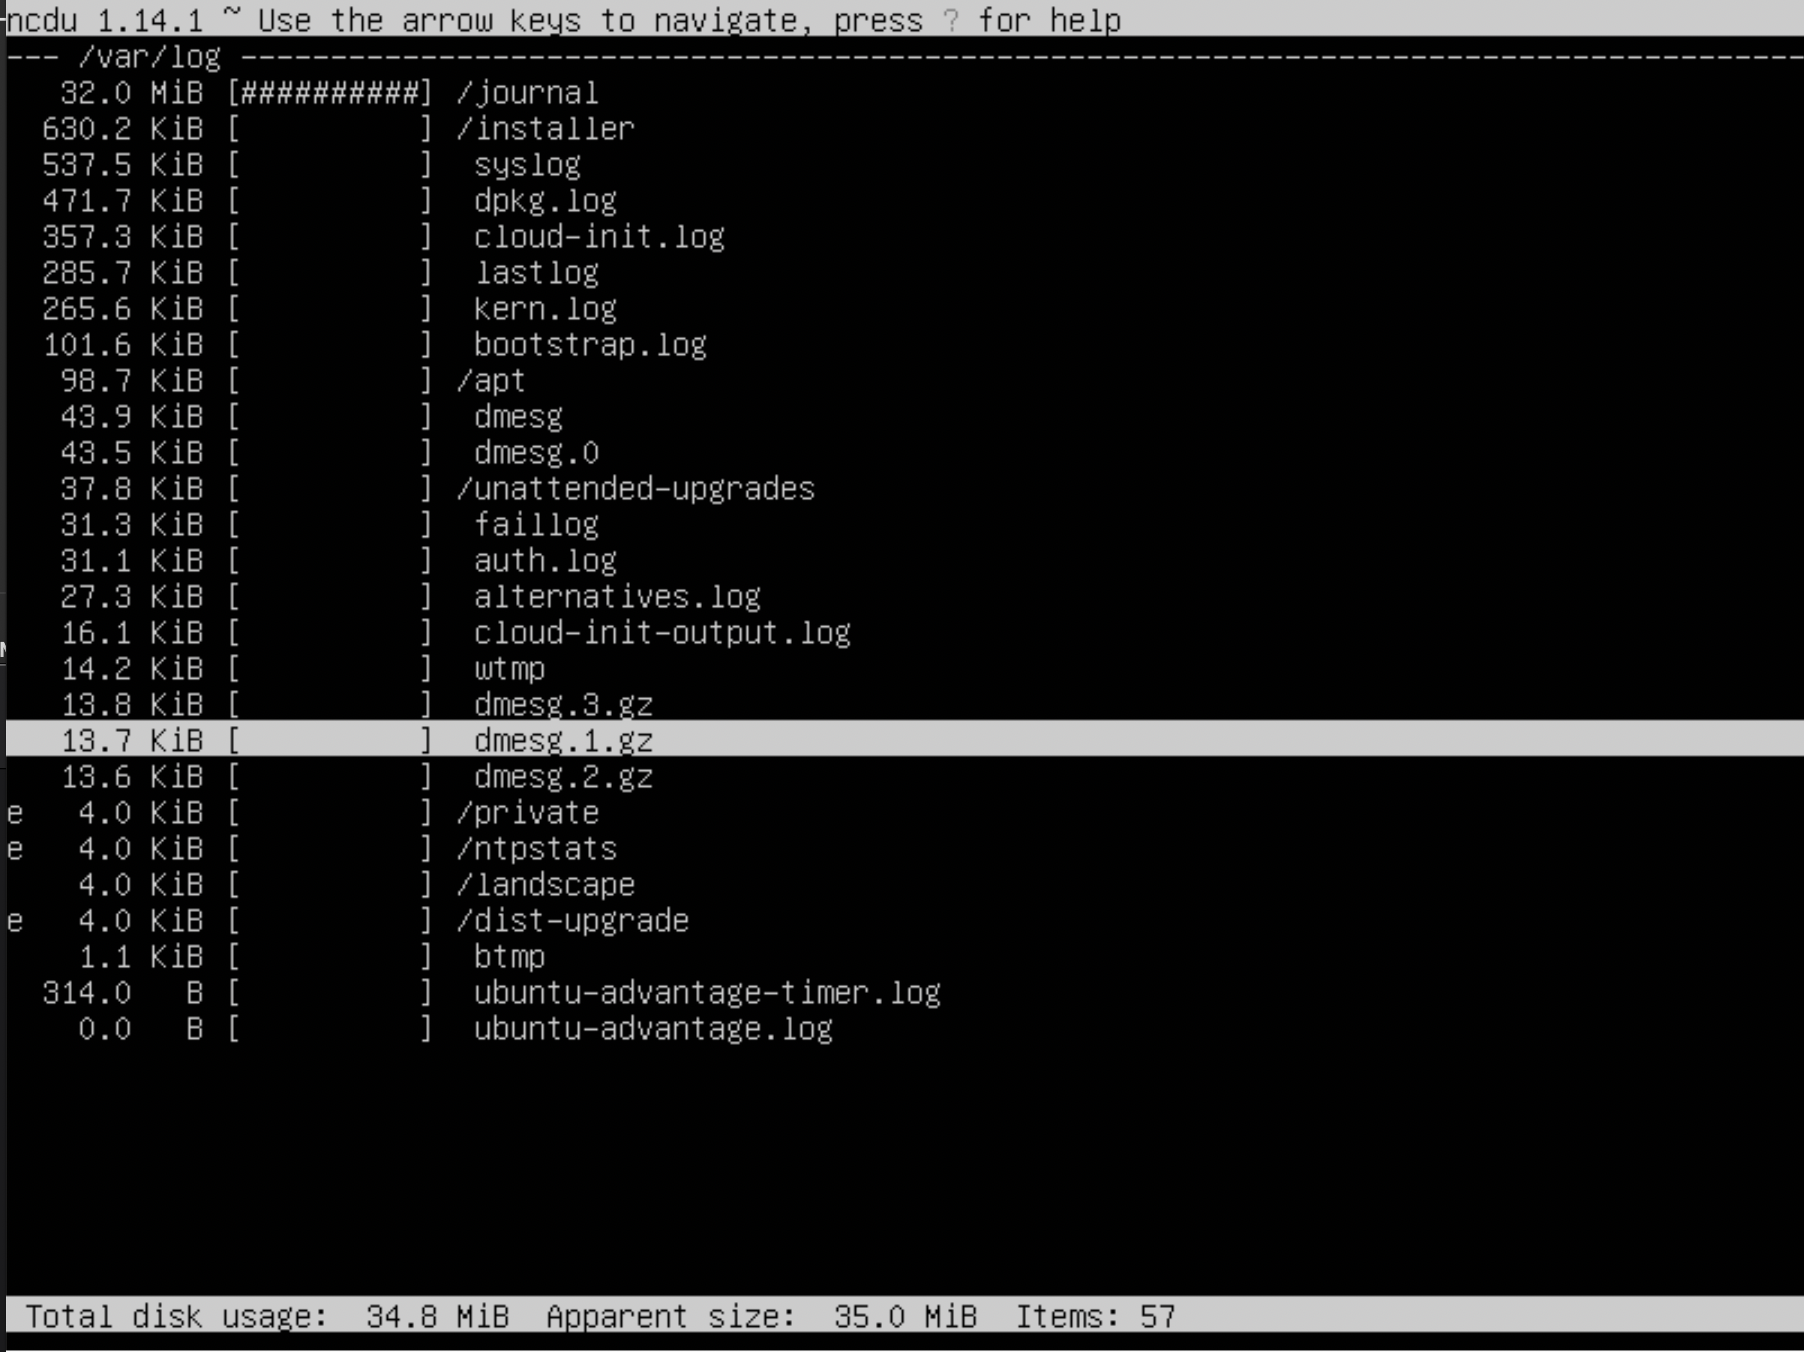 ncdu 1.14.1 ~ Use the arrow keys to navigate, press ? for help
--- /var/log ---------------------------------------------------------------------------------------
32.0 MiB [##########] /journal
630.2 KiB [          ] /installer
537.5 KiB [          ]  syslog
471.7 KiB [          ]  dpkg.log
357.3 KiB [          ]  cloud-init.log
285.7 KiB [          ]  lastlog
265.6 KiB [          ]  kern.log
101.6 KiB [          ]  bootstrap.log
98.7 KiB [          ] /apt
43.9 KiB [          ]  dmesg
43.5 KiB [          ]  dmesg.0
37.8 KiB [          ] /unattended-upgrades
31.3 KiB [          ]  faillog
31.1 KiB [          ]  auth.log
27.3 KiB [          ]  alternatives.log
16.1 KiB [          ]  cloud-init-output.log
14.2 KiB [          ]  wtmp
13.8 KiB [          ]  dmesg.3.gz
13.7 KiB [          ]  dmesg.1.gz
13.6 KiB [          ]  dmesg.2.gz
e   4.0 KiB [          ] /private
e   4.0 KiB [          ] /ntpstats
4.0 KiB [          ] /landscape
e   4.0 KiB [          ] /dist-upgrade
1.1 KiB [          ]  btmp
314.0   B [          ]  ubuntu-advantage-timer.log
0.0   B [          ]  ubuntu-advantage.log
Total disk usage:  34.8 MiB  Apparent size:  35.0 MiB  Items: 57